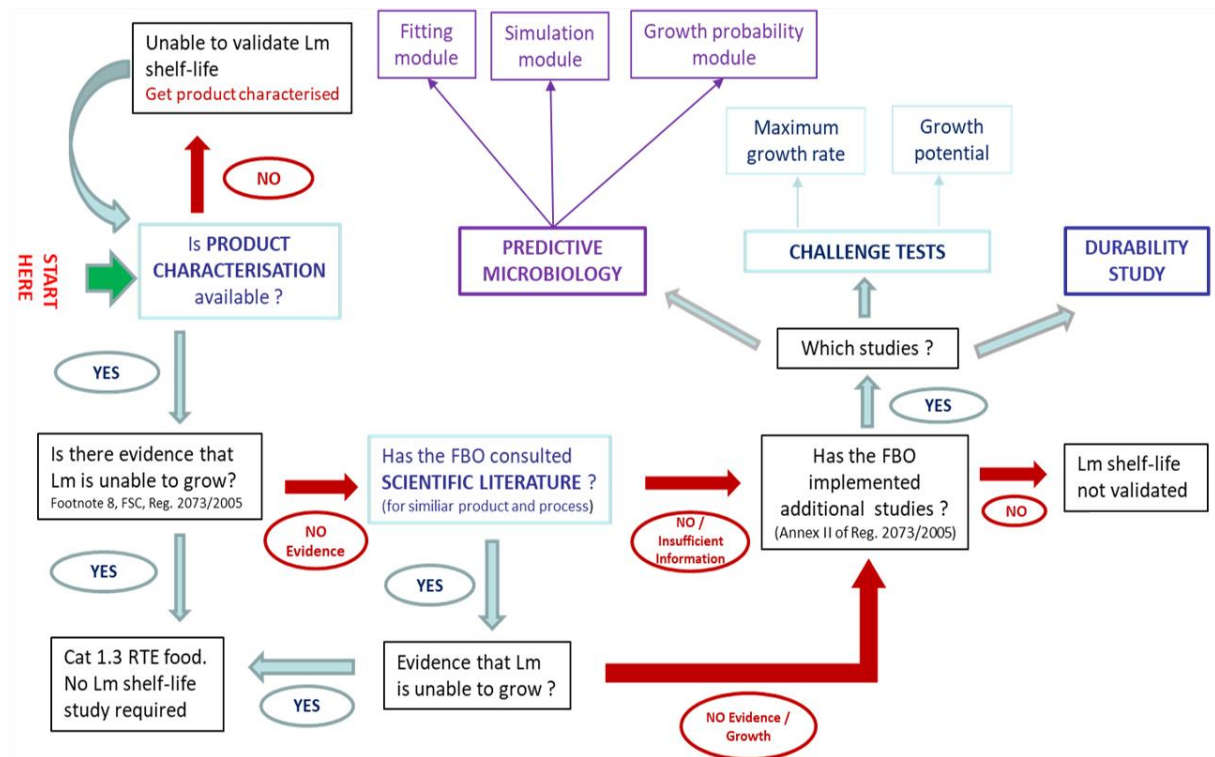 Unable to validate Lm
shelf-life
Get product characterised
Fitting
module
Simulation
module
Growth probability
module
Maximum
growth rate
Growth
potential
NO
START
HERE
Is PRODUCT
CHARACTERISATION
available ?
PREDICTIVE
MICROBIOLOGY
CHALLENGE TESTS
DURABILITY
STUDY
Which studies ?
YES
YES
Is there evidence that
Lm is unable to grow?
Footnote 8, FSC, Reg. 2073/2005
NO
Evidence
Has the FBO consulted
SCIENTIFIC LITERATURE ?
(for similiar product and process)
NO /
Insufficient
Information
Has the FBO
implemented
additional studies ?
(Annex II of Reg. 2073/2005)
NO
Lm shelf-life
not validated
YES
YES
Cat 1.3 RTE food.
No Lm shelf-life
study required
YES
Evidence that Lm
is unable to grow ?
NO Evidence /
Growth